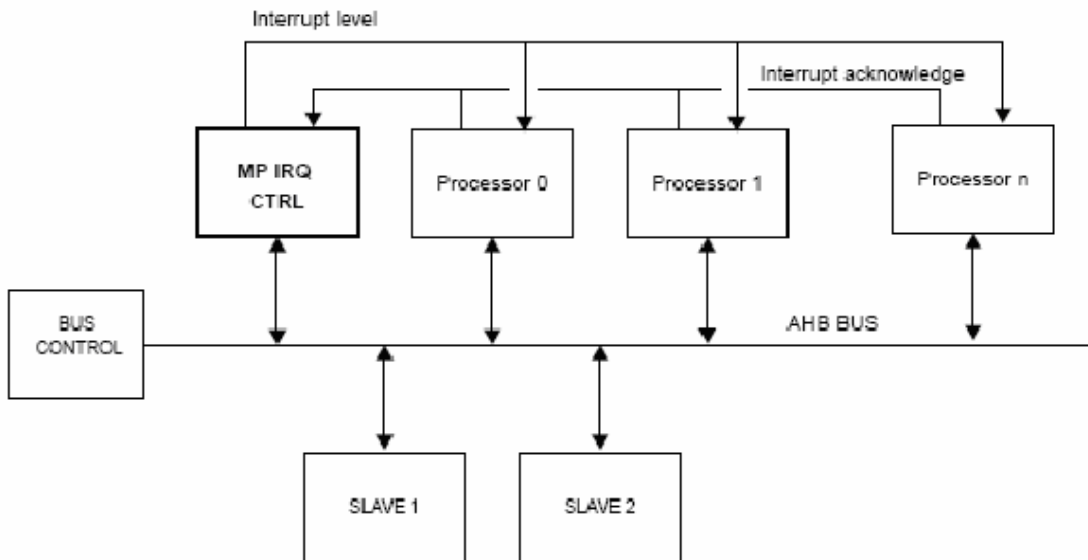 Interrupt level
Interrupt acknowledge
MP IRQ
CTRL
Processor 0
Processor 1
Processor n
BUS
CONTROL
AHB BUS
SLAVE 1
SLAVE 2